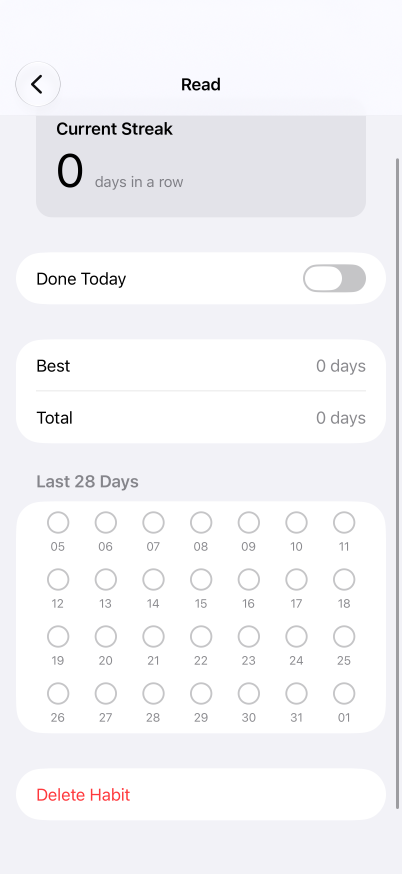 Read
Current Streak
0 days in a row
Done Today
Best 0 days
Total 0 days
Last 28 Days
05 06 07 08 09 10 11
12 13 14 15 16 17 18
19 20 21 22 23 24 25
26 27 28 29 30 31 01
Delete Habit